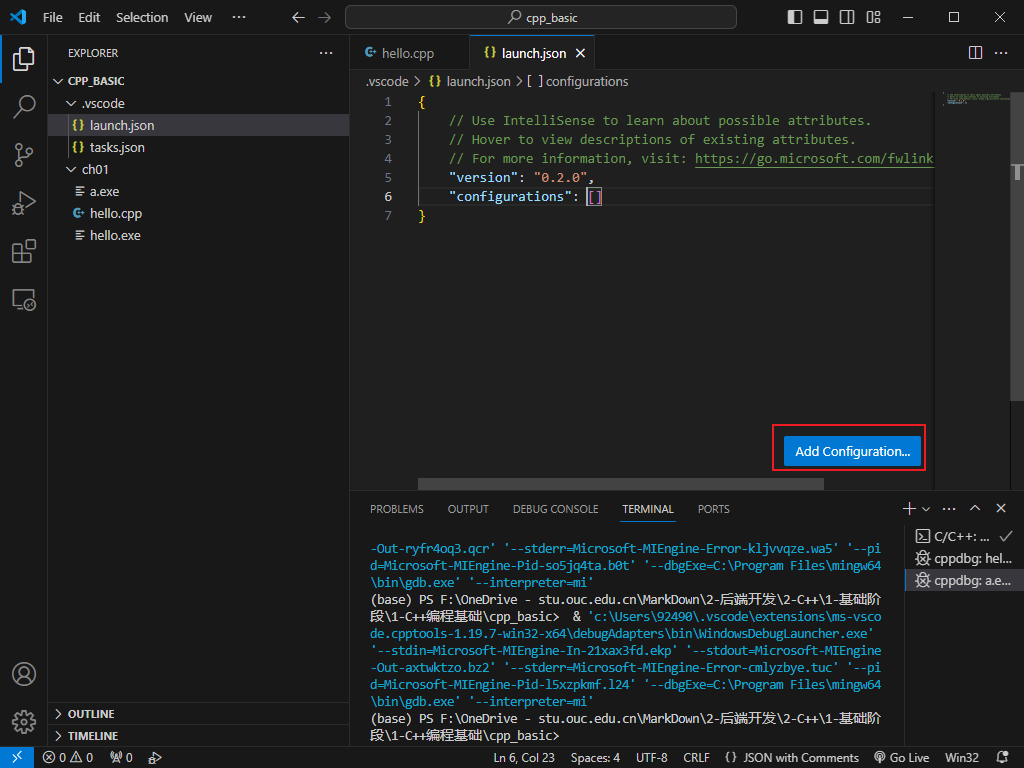 File Edit Selection View ··· cpp_basic
EXPLORER
CPP_BASIC
.vscode
{} launch.json
{} tasks.json
ch01
a.exe
hello.cpp
hello.exe
OUTLINE
TIMELINE
hello.cpp {} launch.json
.vscode > {} launch.json > [ ] configurations
1 {
2 // Use IntelliSense to learn about possible attributes.
3 // Hover to view descriptions of existing attributes.
4 // For more information, visit: https://go.microsoft.com/fwlink
5 "version": "0.2.0",
6 "configurations": []
7 }
Add Configuration...
PROBLEMS OUTPUT DEBUG CONSOLE TERMINAL PORTS
-Out-ryfr4oq3.qcr' '--stderr=Microsoft-MIEngine-Error-kljvvqze.wa5' '--pi
d=Microsoft-MIEngine-Pid-so5jq4ta.b0t' '--dbgExe=C:\Program Files\mingw64
\bin\gdb.exe' '--interpreter=mi'
(base) PS F:\OneDrive - stu.ouc.edu.cn\MarkDown\2-后端开发\2-C++\1-基础阶
段\1-C++编程基础\cpp_basic> & 'c:\Users\92490\.vscode\extensions\ms-vsco
de.cpptools-1.19.7-win32-x64\debugAdapters\bin\WindowsDebugLauncher.exe'
'--stdin=Microsoft-MIEngine-In-21xax3fd.ekp' '--stdout=Microsoft-MIEngine
-Out-axtwktzo.bz2' '--stderr=Microsoft-MIEngine-Error-cmlyzbye.tuc' '--pi
d=Microsoft-MIEngine-Pid-l5xzpkmf.l24' '--dbgExe=C:\Program Files\mingw64
\bin\gdb.exe' '--interpreter=mi'
(base) PS F:\OneDrive - stu.ouc.edu.cn\MarkDown\2-后端开发\2-C++\1-基础阶
段\1-C++编程基础\cpp_basic>
C/C++: ...
cppdbg: hel...
cppdbg: a.e...
0 0 0 Ln 6, Col 23 Spaces: 4 UTF-8 CRLF {} JSON with Comments Go Live Win32